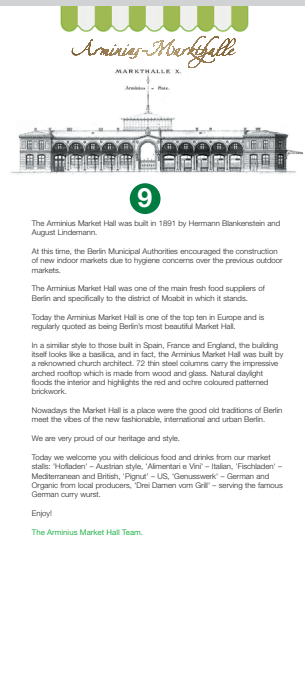 Arminius-Markthalle
MARKTHALLE X.
Arminius - Platz.
9
The Arminius Market Hall was built in 1891 by Hermann Blankenstein and
August Lindemann.
At this time, the Berlin Municipal Authorities encouraged the construction
of new indoor markets due to hygiene concerns over the previous outdoor
markets.
The Arminius Market Hall was one of the main fresh food suppliers of
Berlin and specifically to the district of Moabit in which it stands.
Today the Arminius Market Hall is one of the top ten in Europe and is
regularly quoted as being Berlin's most beautiful Market Hall.
In a similiar style to those built in Spain, France and England, the building
itself looks like a basilica, and in fact, the Arminius Market Hall was built by
a reknowned church architect. 72 thin steel columns carry the impressive
arched rooftop which is made from wood and glass. Natural daylight
floods the interior and highlights the red and ochre coloured patterned
brickwork.
Nowadays the Market Hall is a place were the good old traditions of Berlin
meet the vibes of the new fashionable, international and urban Berlin.
We are very proud of our heritage and style.
Today we welcome you with delicious food and drinks from our market
stalls: 'Hofladen' – Austrian style, 'Alimentari e Vini' – Italian, 'Fischladen' –
Mediterranean and British, 'Pignut' – US, 'Genusswerk' – German and
Organic from local producers, 'Drei Damen vom Grill' – serving the famous
German curry wurst.
Enjoy!
The Arminius Market Hall Team.